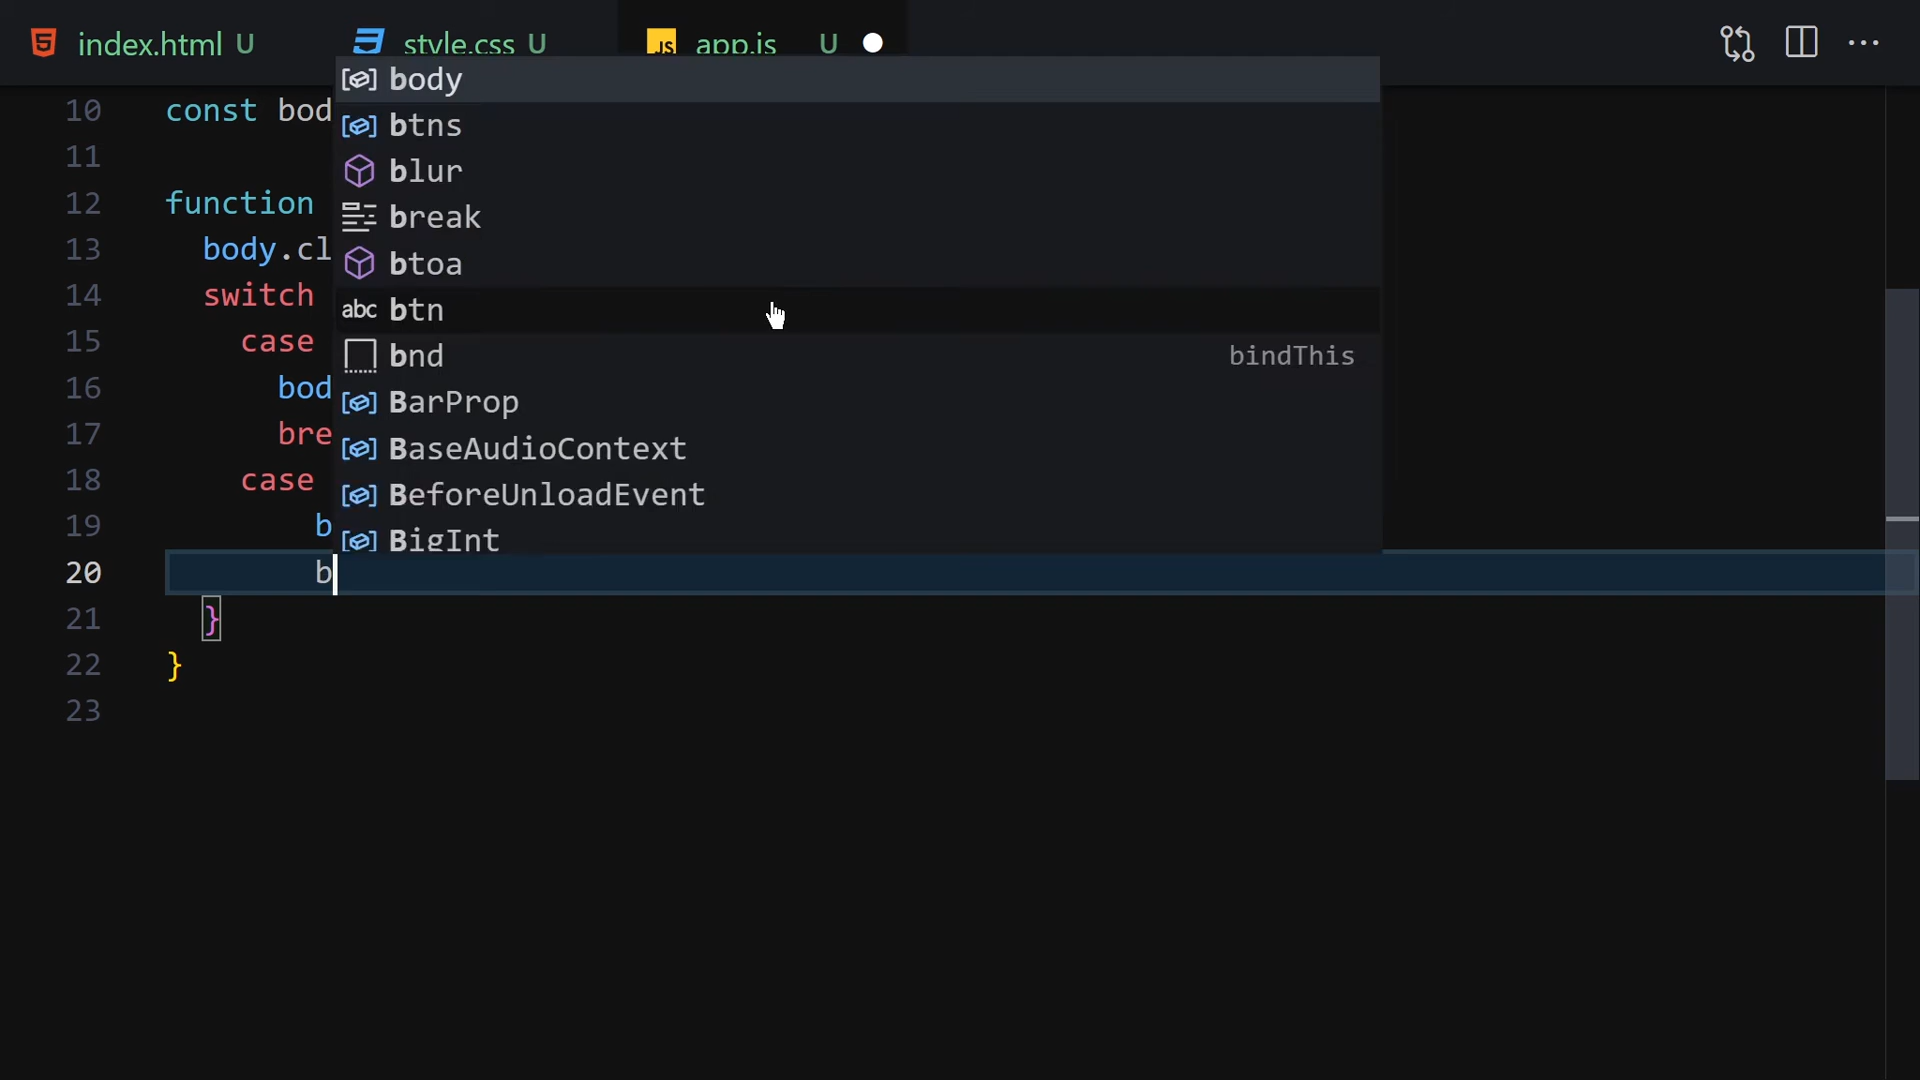 index.html U
style.css U
JS app.js U
10 const bod
11
12 function
13 body.cl
14 switch
15 case
16 bod
17 bre
18 case
19 b
20 b
21 }
22 }
23
body
btns
blur
break
btoa
abc btn
bnd bindThis
BarProp
BaseAudioContext
BeforeUnloadEvent
BigInt